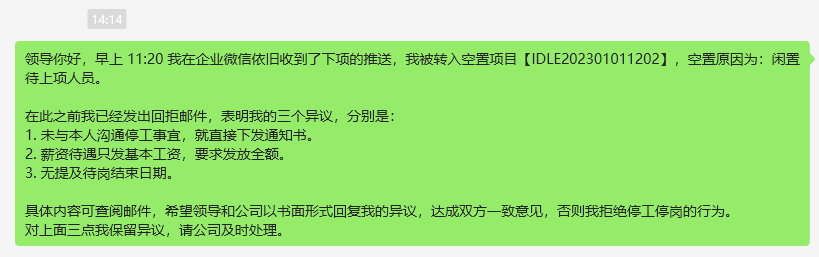 14:14
领导你好，早上 11:20 我在企业微信依旧收到了下项的推送，我被转入空置项目【IDLE202301011202】，空置原因为：闲置
待上项人员。
在此之前我已经发出回拒邮件，表明我的三个异议，分别是：
1. 未与本人沟通停工事宜，就直接下发通知书。
2. 薪资待遇只发基本工资，要求发放全额。
3. 无提及待岗结束日期。
具体内容可查阅邮件，希望领导和公司以书面形式回复我的异议，达成双方一致意见，否则我拒绝停工停岗的行为。
对上面三点我保留异议，请公司及时处理。